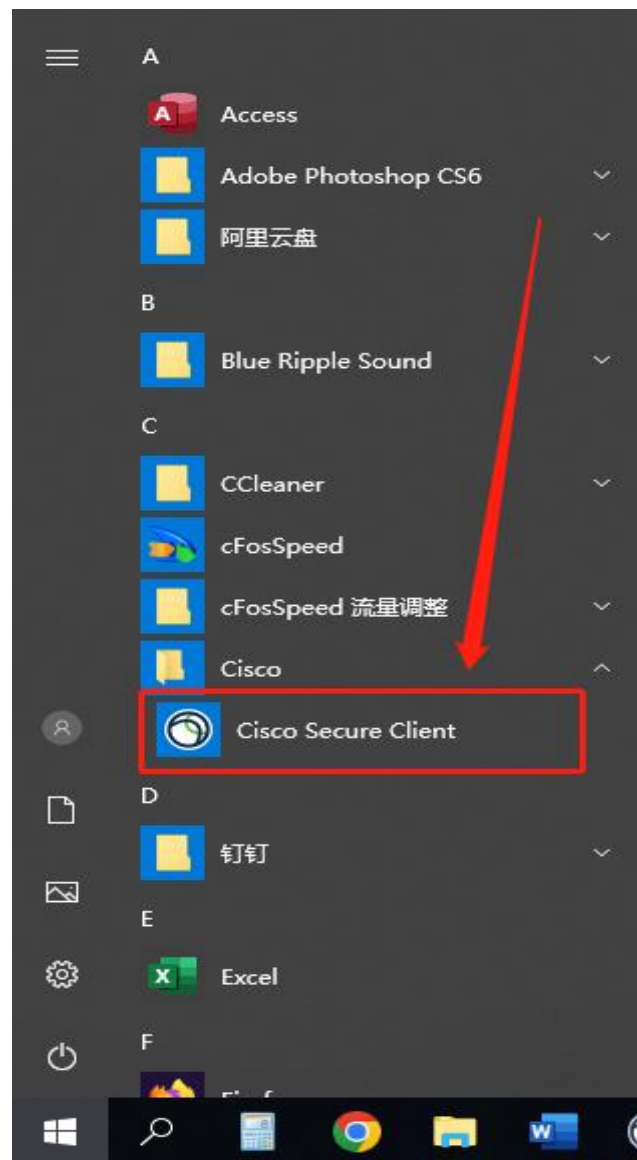 A
Access
Adobe Photoshop CS6
阿里云盘
B
Blue Ripple Sound
C
CCleaner
cFosSpeed
cFosSpeed 流量调整
Cisco
Cisco Secure Client
D
钉钉
E
Excel
F